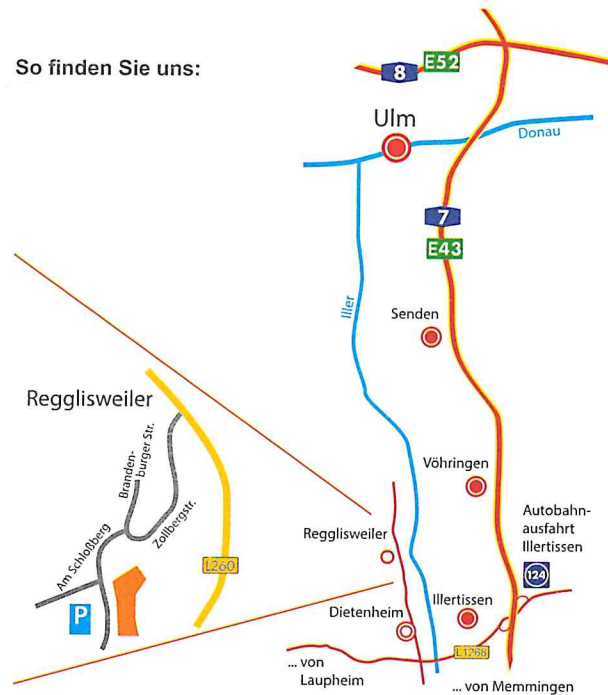 So finden Sie uns:
8
E52
Ulm
Donau
7
E43
Iller
Senden
Regglisweiler
Branden-
burger Str.
Zollbergstr.
Am Schloßberg
P
L260
Vöhringen
Autobahn-
ausfahrt
Illertissen
124
Regglisweiler
Dietenheim
Illertissen
L1268
... von
Laupheim
... von Memmingen